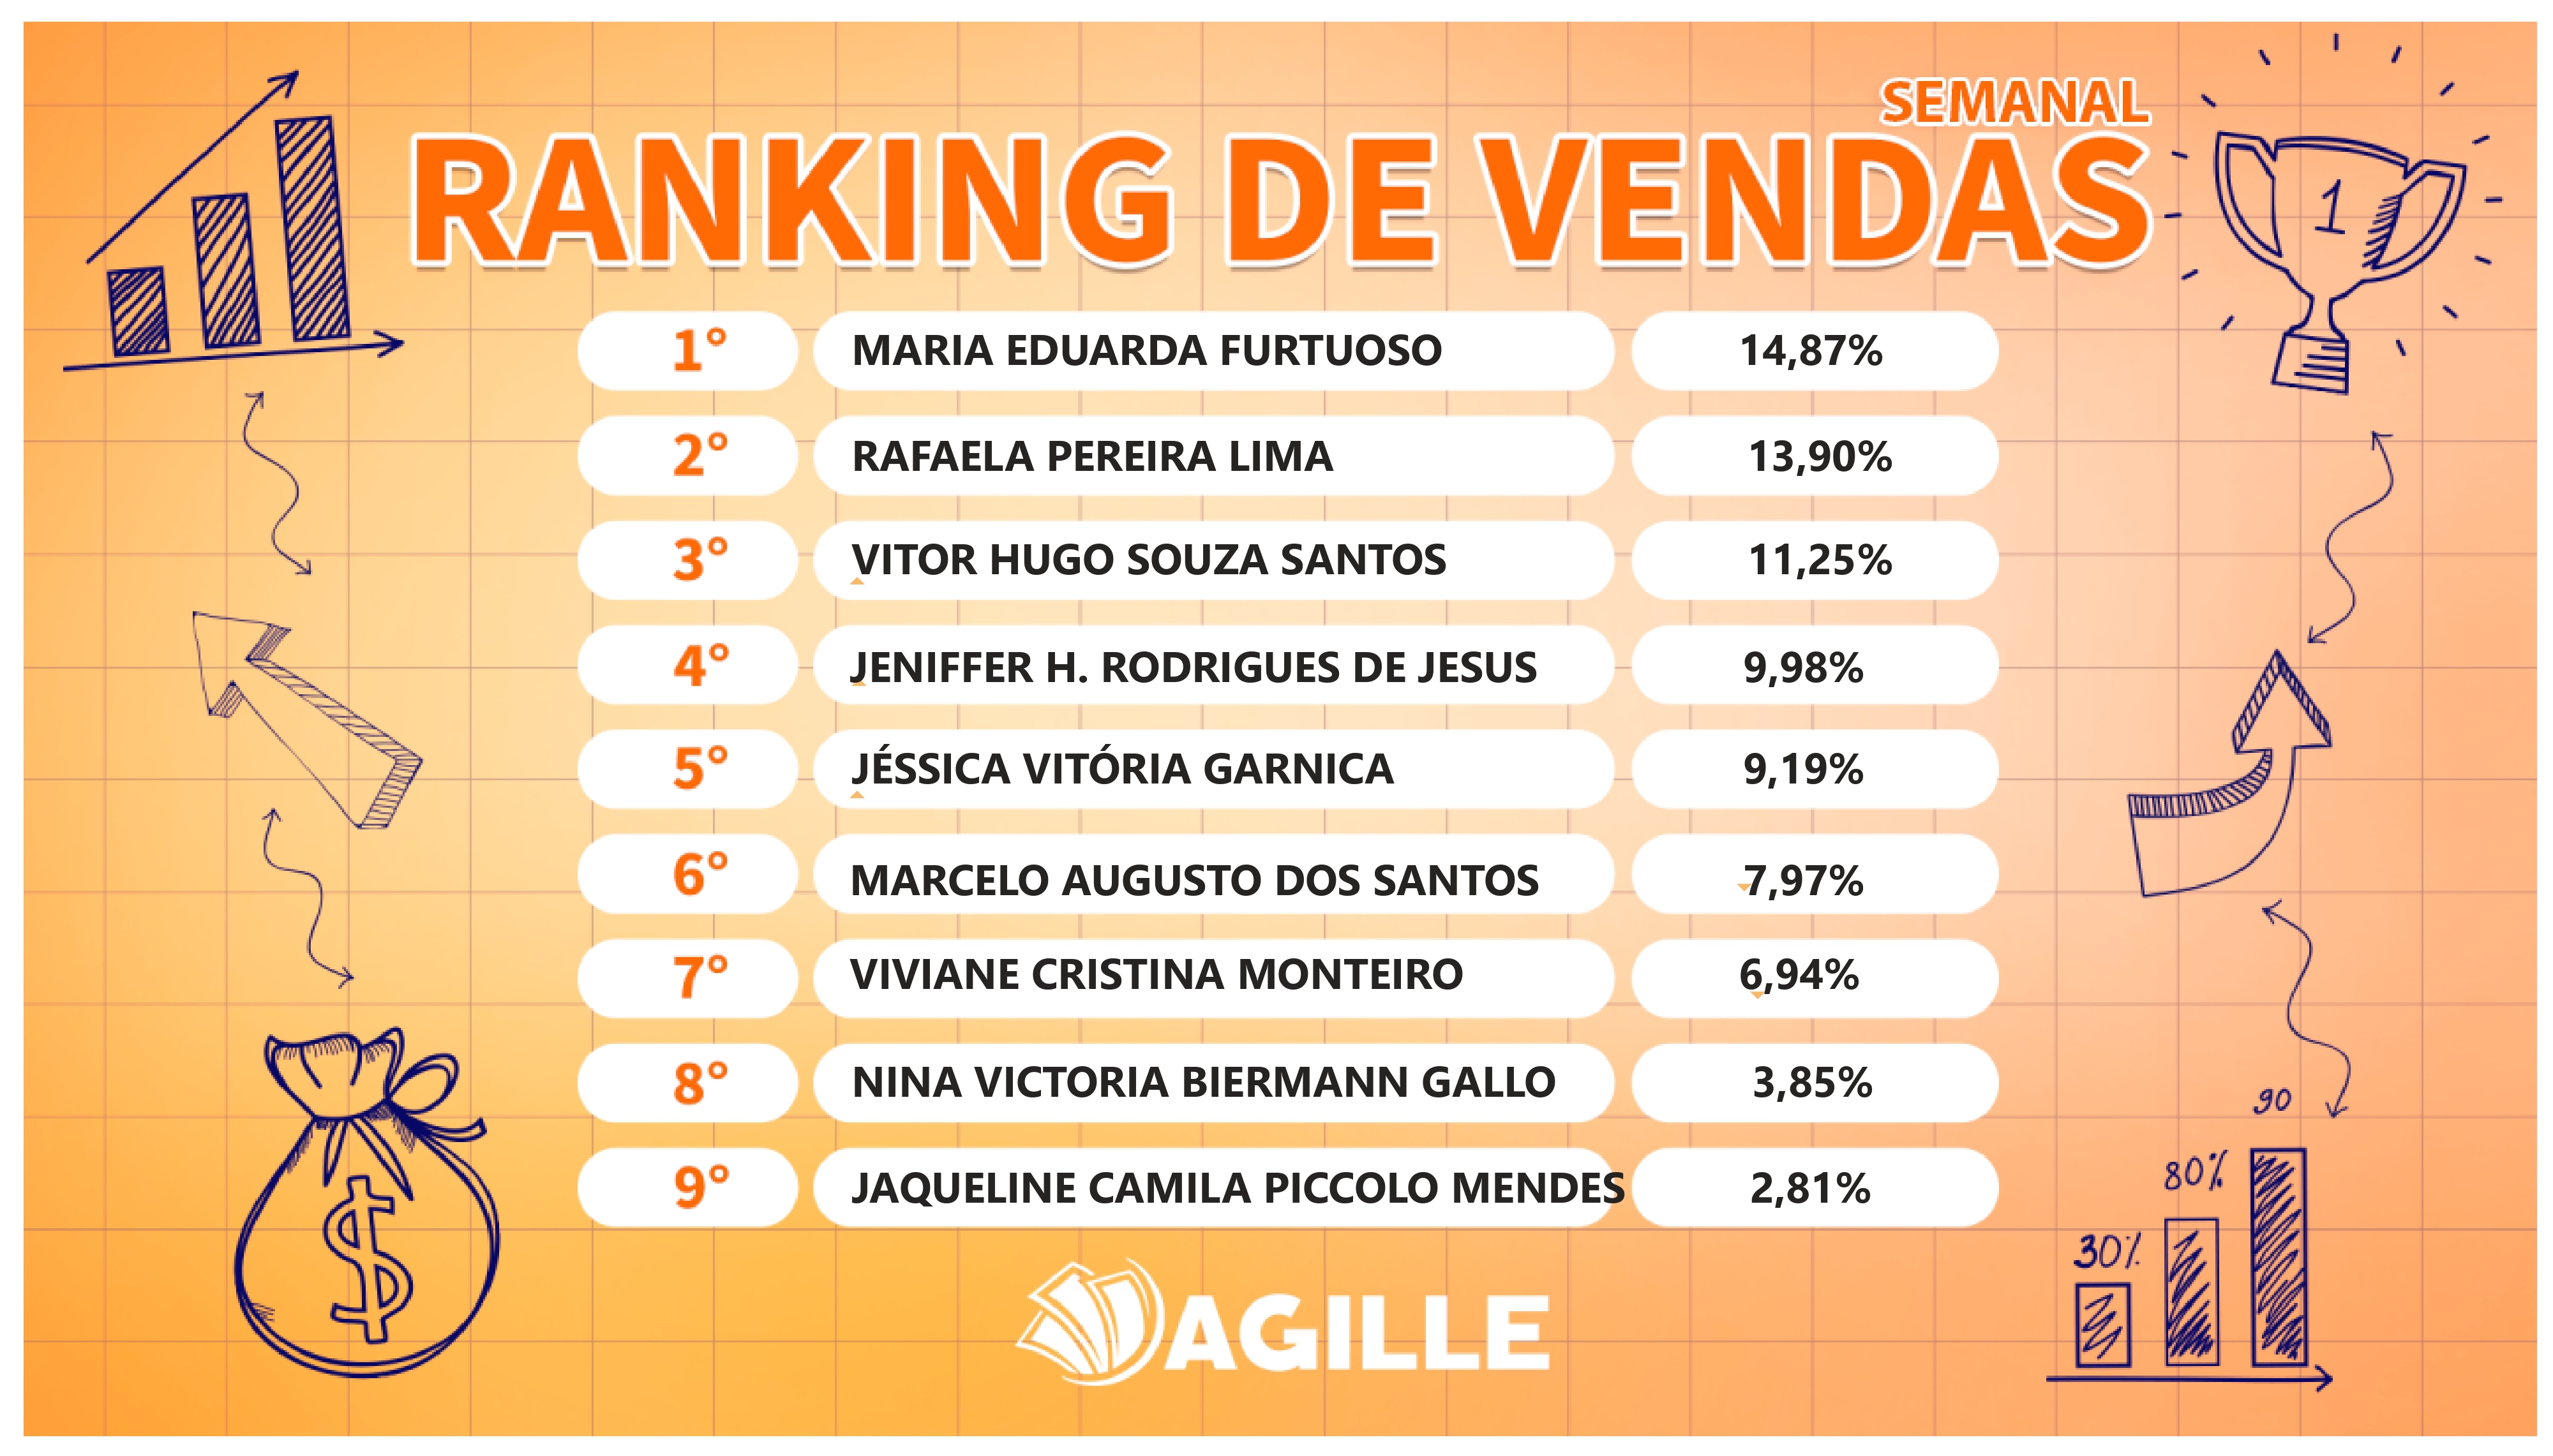 SEMANAL
RANKING DE VENDAS
1
1° MARIA EDUARDA FURTUOSO 14,87%
2° RAFAELA PEREIRA LIMA 13,90%
3° VITOR HUGO SOUZA SANTOS 11,25%
4° JENIFFER H. RODRIGUES DE JESUS 9,98%
5° JÉSSICA VITÓRIA GARNICA 9,19%
6° MARCELO AUGUSTO DOS SANTOS 7,97%
7° VIVIANE CRISTINA MONTEIRO 6,94%
8° NINA VICTORIA BIERMANN GALLO 3,85%
9° JAQUELINE CAMILA PICCOLO MENDES 2,81%
$
90
80%
30%
AGILLE